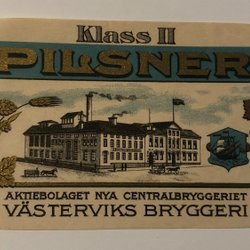 Klass II
PILSNER
AKTIEBOLAGET NYA CENTRALBRYGGERIET
VÄSTERVIKS BRYGGERI